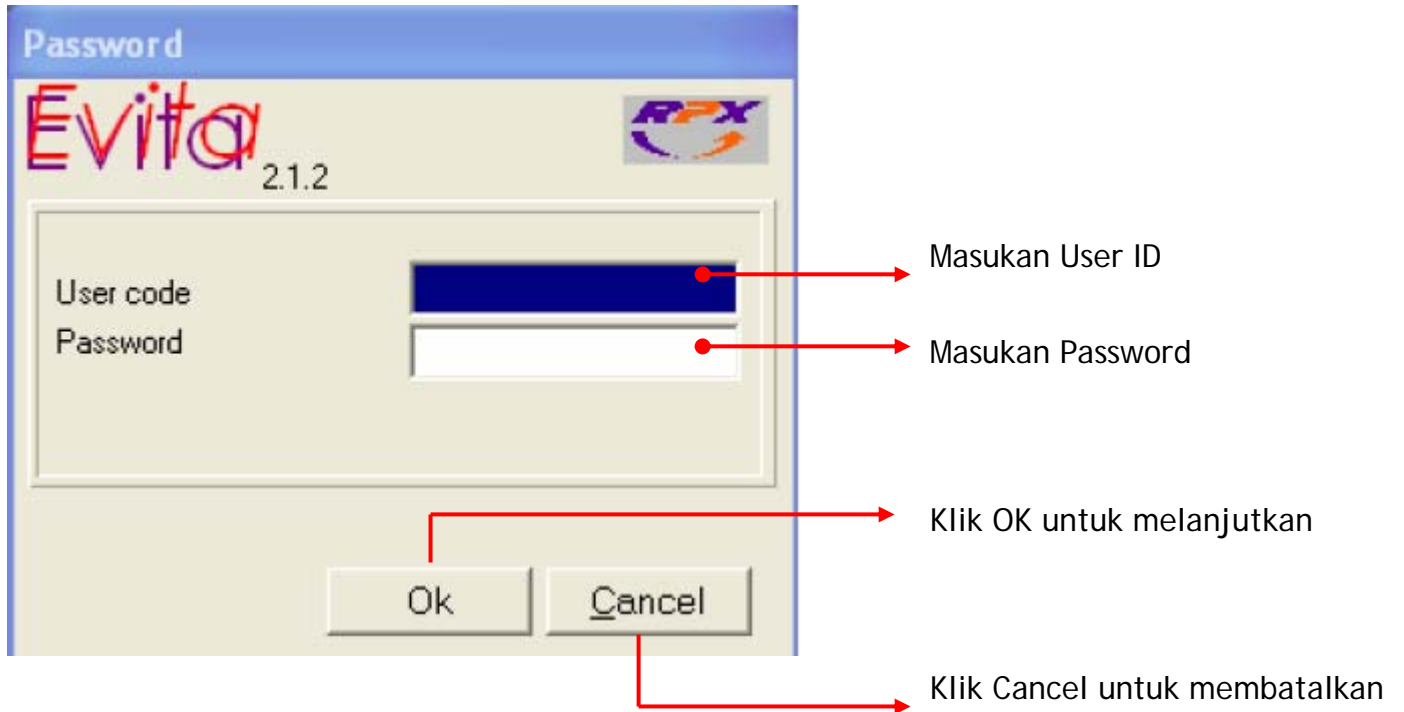 Password
Evita 2.1.2
RPX
User code
Masukan User ID
Password
Masukan Password
Klik OK untuk melanjutkan
Ok
Cancel
Klik Cancel untuk membatalkan